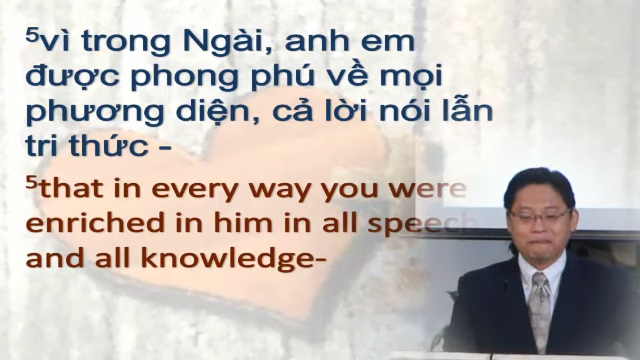 ⁵vì trong Ngài, anh em
được phong phú về mọi
phương diện, cả lời nói lẫn
tri thức -
⁵that in every way you were
enriched in him in all speech
and all knowledge-